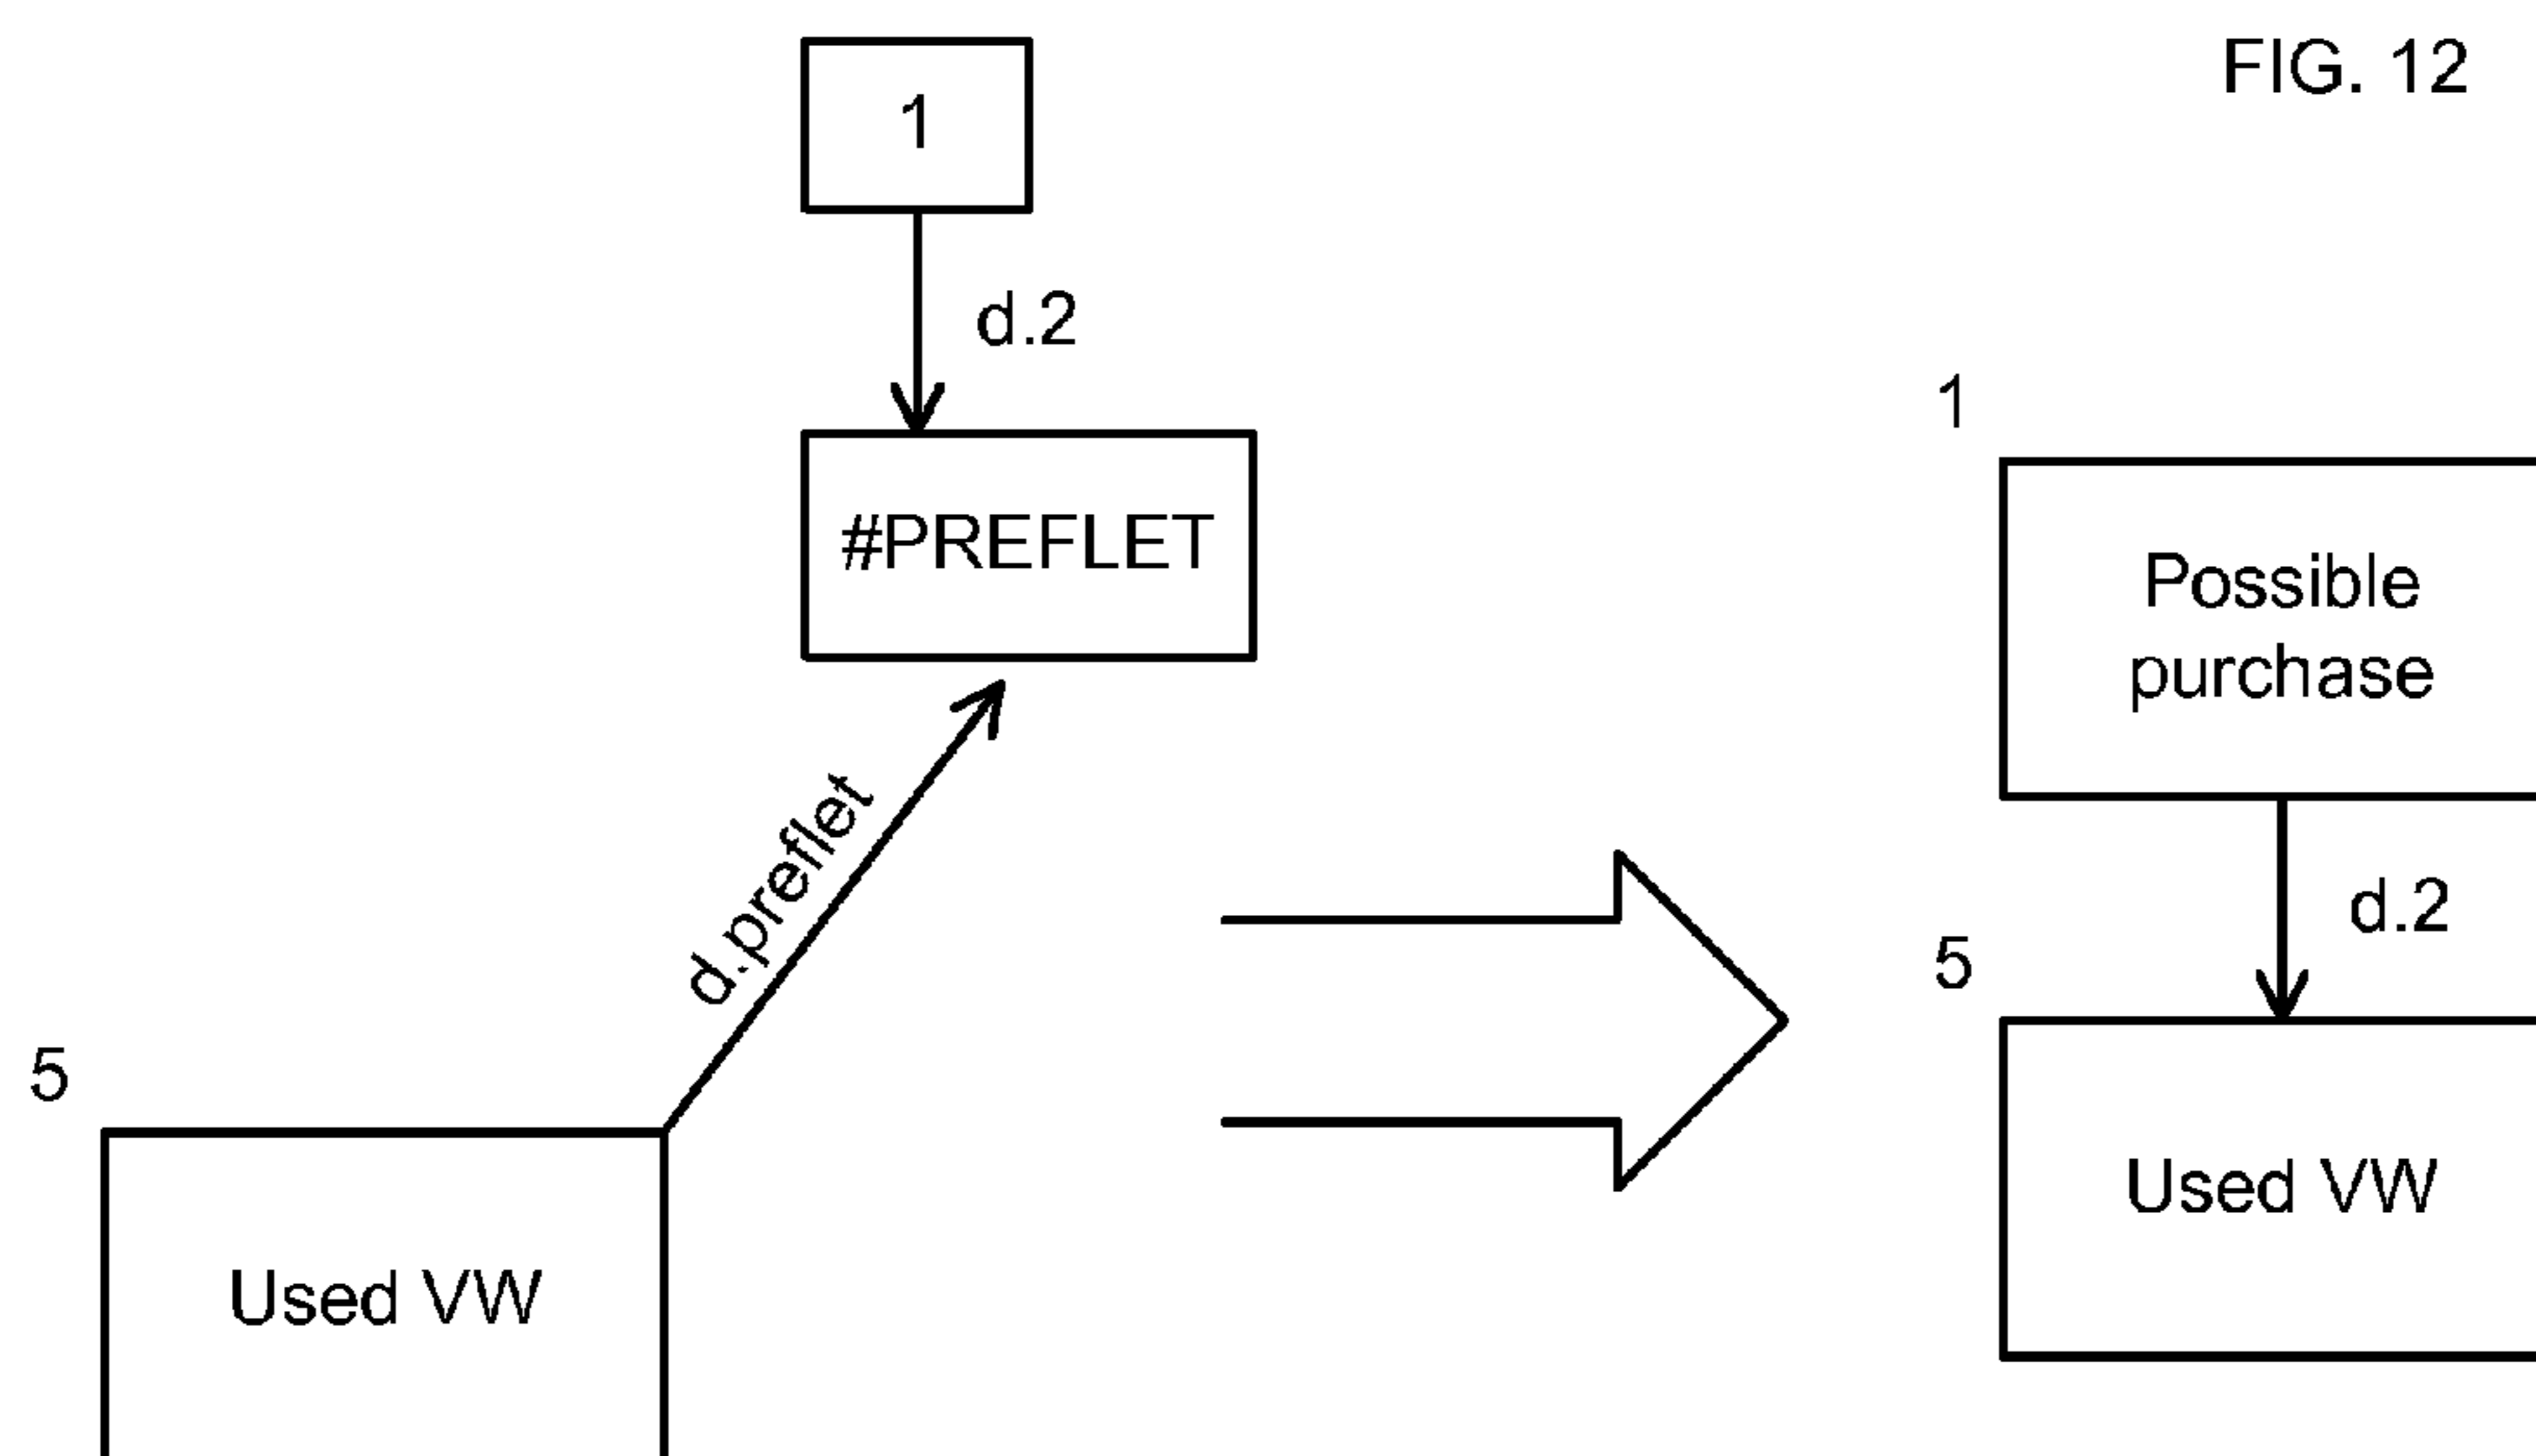 FIG. 12
1
d.2
#PREFLET
d.preflet
5
Used VW
1
Possible
purchase
d.2
5
Used VW